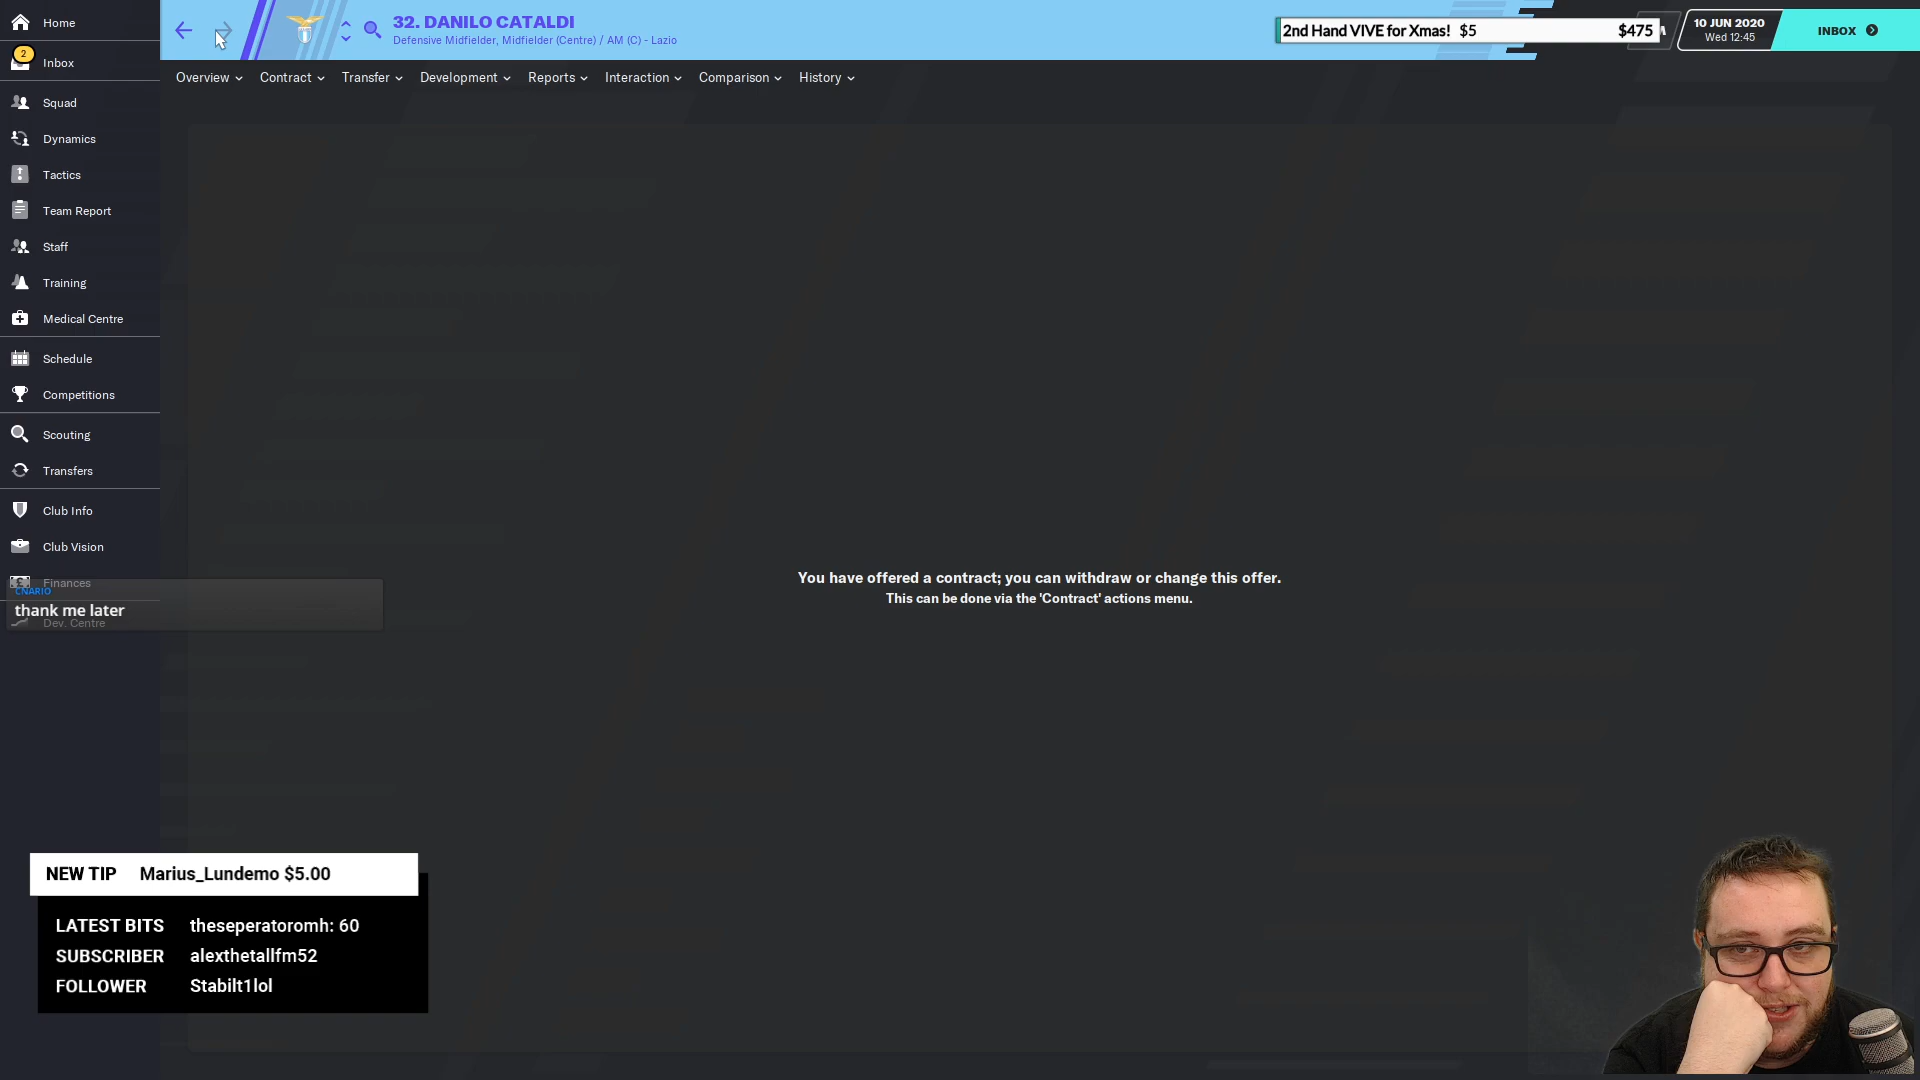 Home
2
Inbox
Squad
Dynamics
Tactics
Team Report
Staff
Training
Medical Centre
Schedule
Competitions
Scouting
Transfers
Club Info
Club Vision
Finances
CNARIO
thank me later
Dev. Centre
32. DANILO CATALDI
Defensive Midfielder, Midfielder (Centre) / AM (C) - Lazio
2nd Hand VIVE for Xmas! $5 $475
10 JUN 2020
Wed 12:45
INBOX
Overview Contract Transfer Development Reports Interaction Comparison History
You have offered a contract; you can withdraw or change this offer.
This can be done via the 'Contract' actions menu.
NEW TIP Marius_Lundemo $5.00
LATEST BITS theseperatoromh: 60
SUBSCRIBER alexthetallfm52
FOLLOWER Stabilt1lol